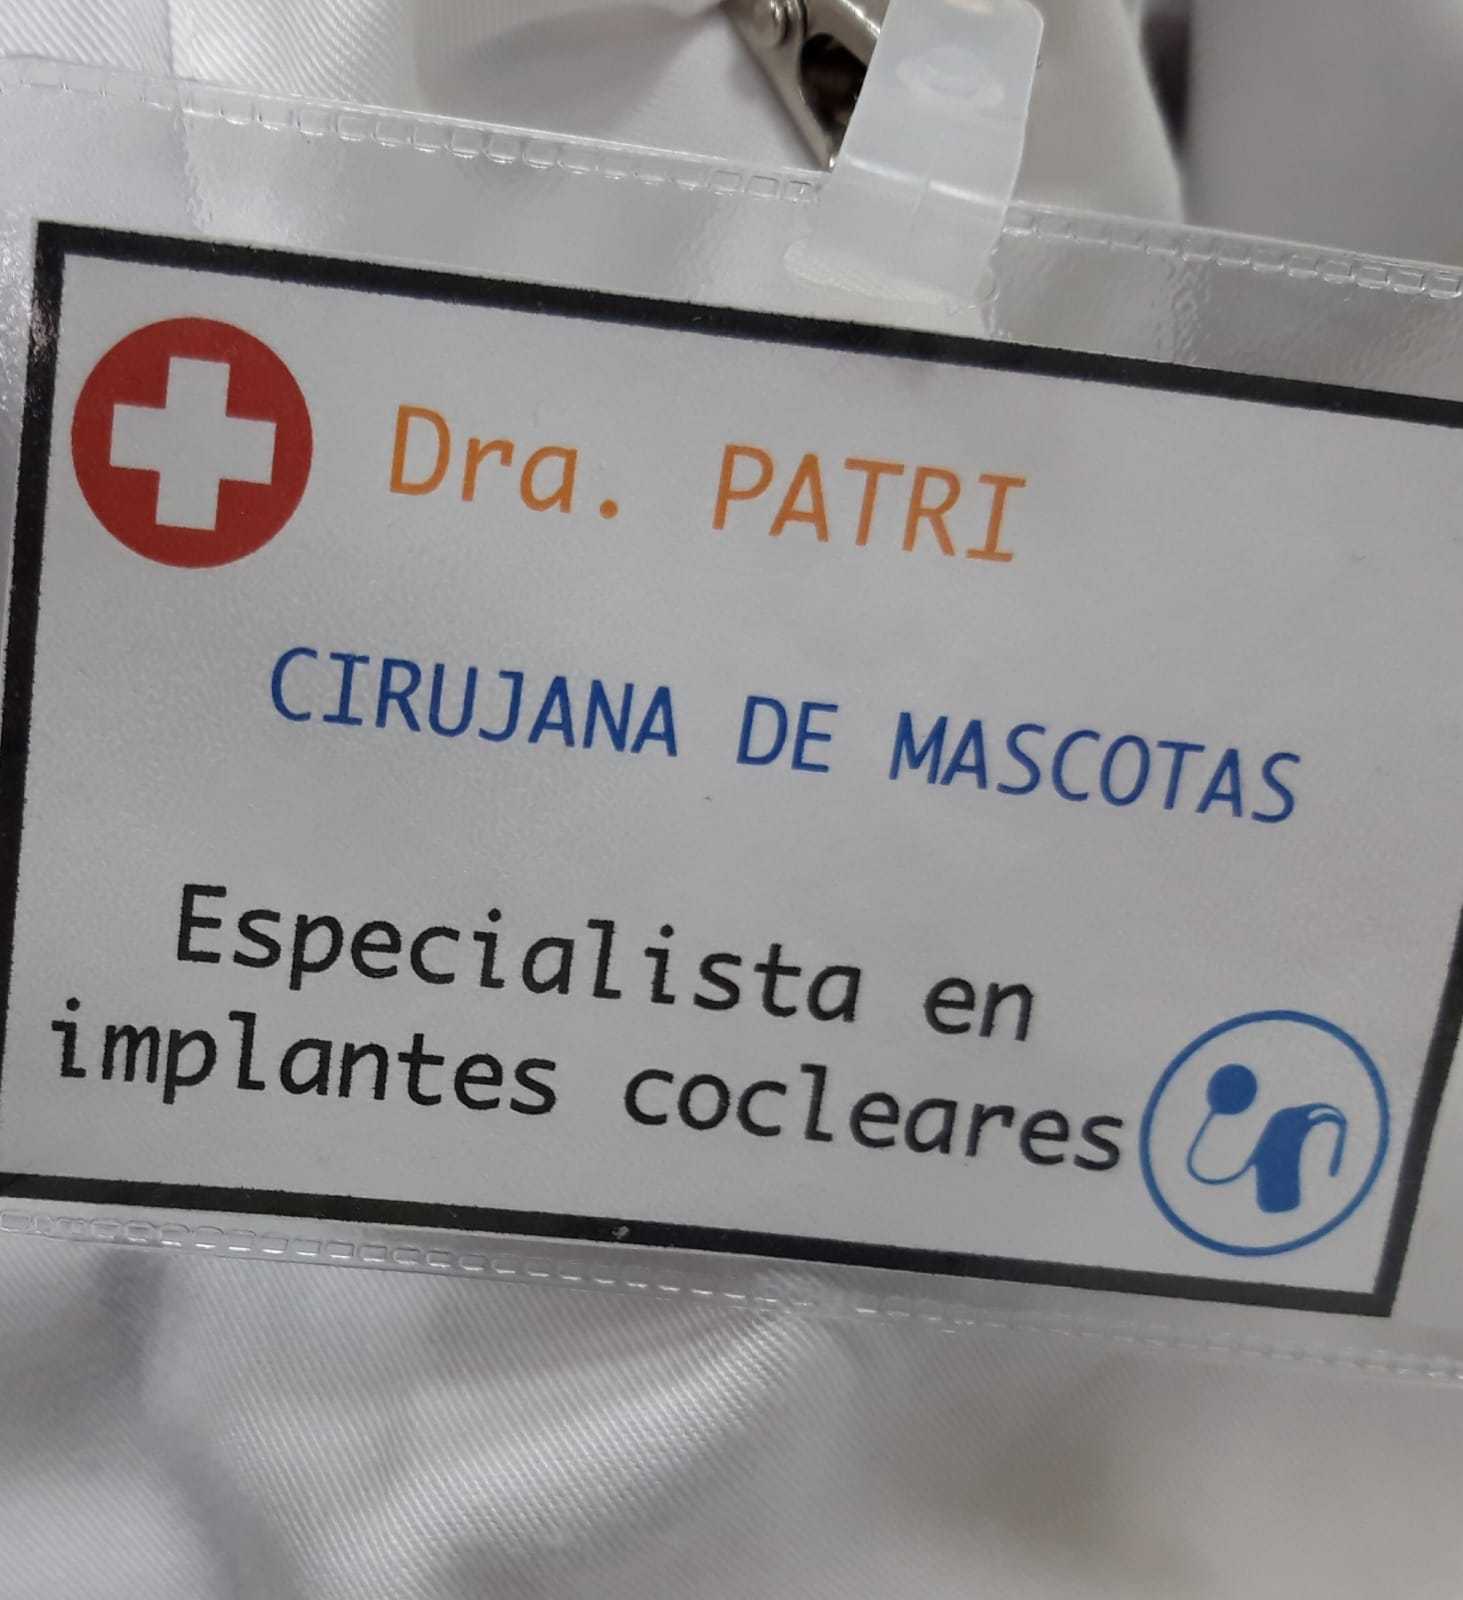 Dra. PATRI
CIRUJANA DE MASCOTAS
Especialista en
implantes cocleares